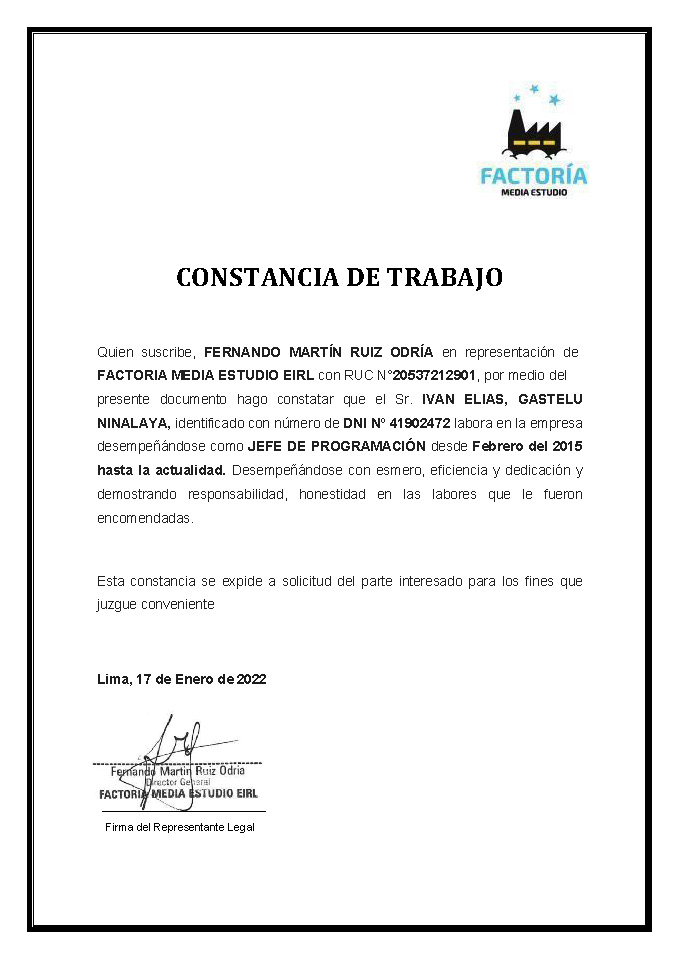 FACTORÍA
MEDIA ESTUDIO
CONSTANCIA DE TRABAJO
Quien suscribe, FERNANDO MARTÍN RUIZ ODRÍA en representación de
FACTORIA MEDIA ESTUDIO EIRL con RUC N°20537212901, por medio del
presente documento hago constatar que el Sr. IVAN ELIAS, GASTELU
NINALAYA, identificado con número de DNI Nº 41902472 labora en la empresa
desempeñándose como JEFE DE PROGRAMACIÓN desde Febrero del 2015
hasta la actualidad. Desempeñándose con esmero, eficiencia y dedicación y
demostrando responsabilidad, honestidad en las labores que le fueron
encomendadas.
Esta constancia se expide a solicitud del parte interesado para los fines que
juzgue conveniente
Lima, 17 de Enero de 2022
Fernando Martin Ruiz Odria
Director General
FACTORIA MEDIA ESTUDIO EIRL
Firma del Representante Legal